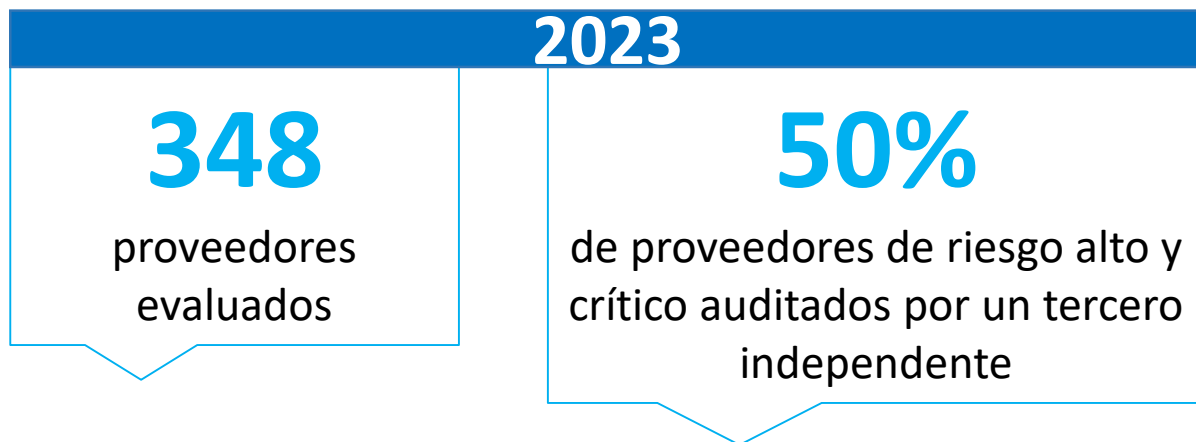 2023
348
proveedores
evaluados
50%
de proveedores de riesgo alto y
crítico auditados por un tercero
independente